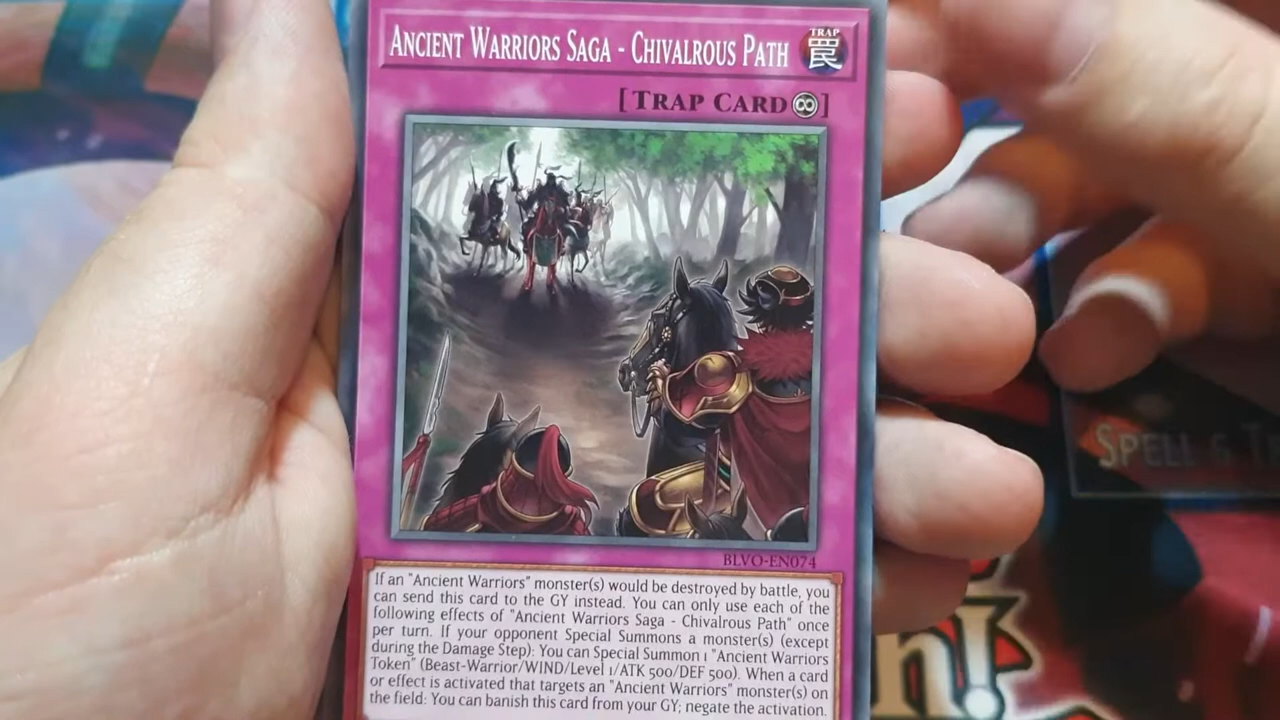 ANCIENT WARRIORS SAGA - CHIVALROUS PATH
TRAP
罠
[TRAP CARD∞]
BLVO-EN074
If an "Ancient Warriors" monster(s) would be destroyed by battle, you
can send this card to the GY instead. You can only use each of the
following effects of "Ancient Warriors Saga - Chivalrous Path" once
per turn. If your opponent Special Summons a monster(s) (except
during the Damage Step): You can Special Summon 1 "Ancient Warriors
Token" (Beast-Warrior/WIND/Level 1/ATK 500/DEF 500). When a card
or effect is activated that targets an "Ancient Warriors" monster(s) on
the field: You can banish this card from your GY; negate the activation.
SPELL &